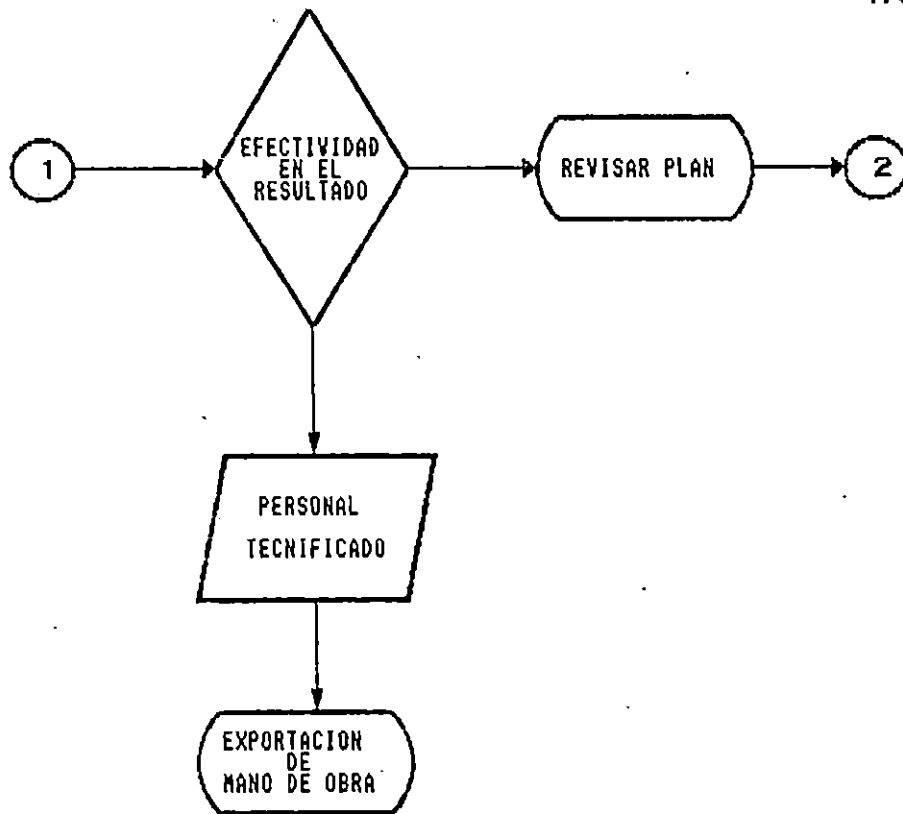 1
EFECTIVIDAD
EN EL
RESULTADO
REVISAR PLAN
2
PERSONAL
TECNIFICADO
EXPORTACION
DE
MANO DE OBRA